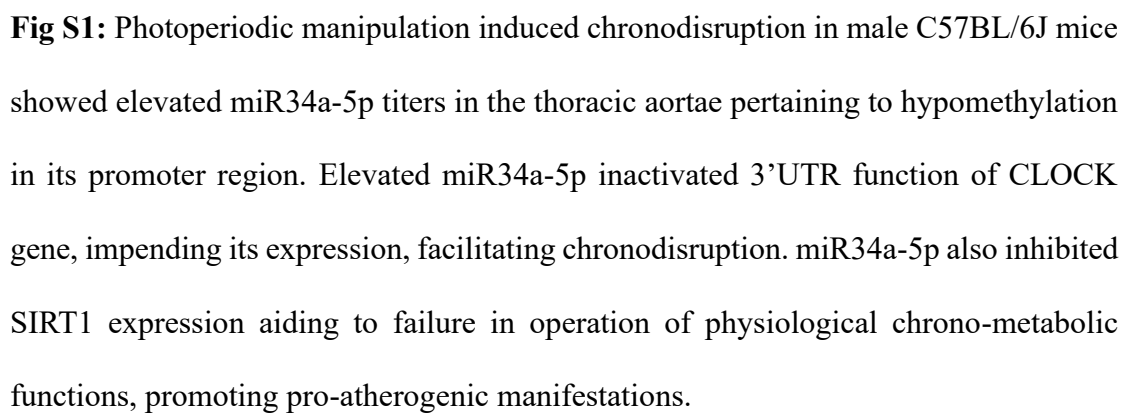 Fig S1: Photoperiodic manipulation induced chronodisruption in male C57BL/6J mice
showed elevated miR34a-5p titers in the thoracic aortae pertaining to hypomethylation
in its promoter region. Elevated miR34a-5p inactivated 3’UTR function of CLOCK
gene, impending its expression, facilitating chronodisruption. miR34a-5p also inhibited
SIRT1 expression aiding to failure in operation of physiological chrono-metabolic
functions, promoting pro-atherogenic manifestations.